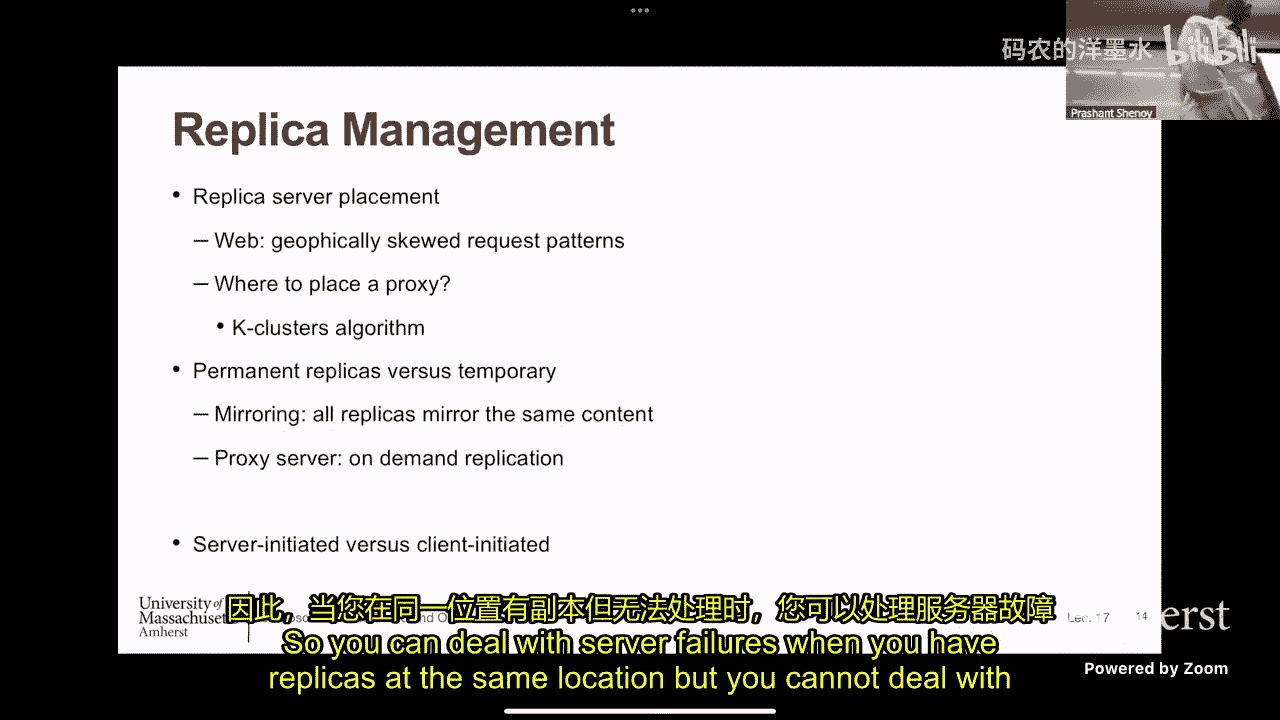 码农的洋墨水 bilibili
Prashant Shenoy
Replica Management
• Replica server placement
– Web: geophically skewed request patterns
– Where to place a proxy?
• K-clusters algorithm
• Permanent replicas versus temporary
– Mirroring: all replicas mirror the same content
– Proxy server: on demand replication
• Server-initiated versus client-initiated
University of
Massachusetts
Amherst
Lec. 17
14
erst
因此，当您在同一位置有副本但无法处理时，您可以处理服务器故障
So you can deal with server failures when you have
replicas at the same location but you cannot deal with
Powered by Zoom